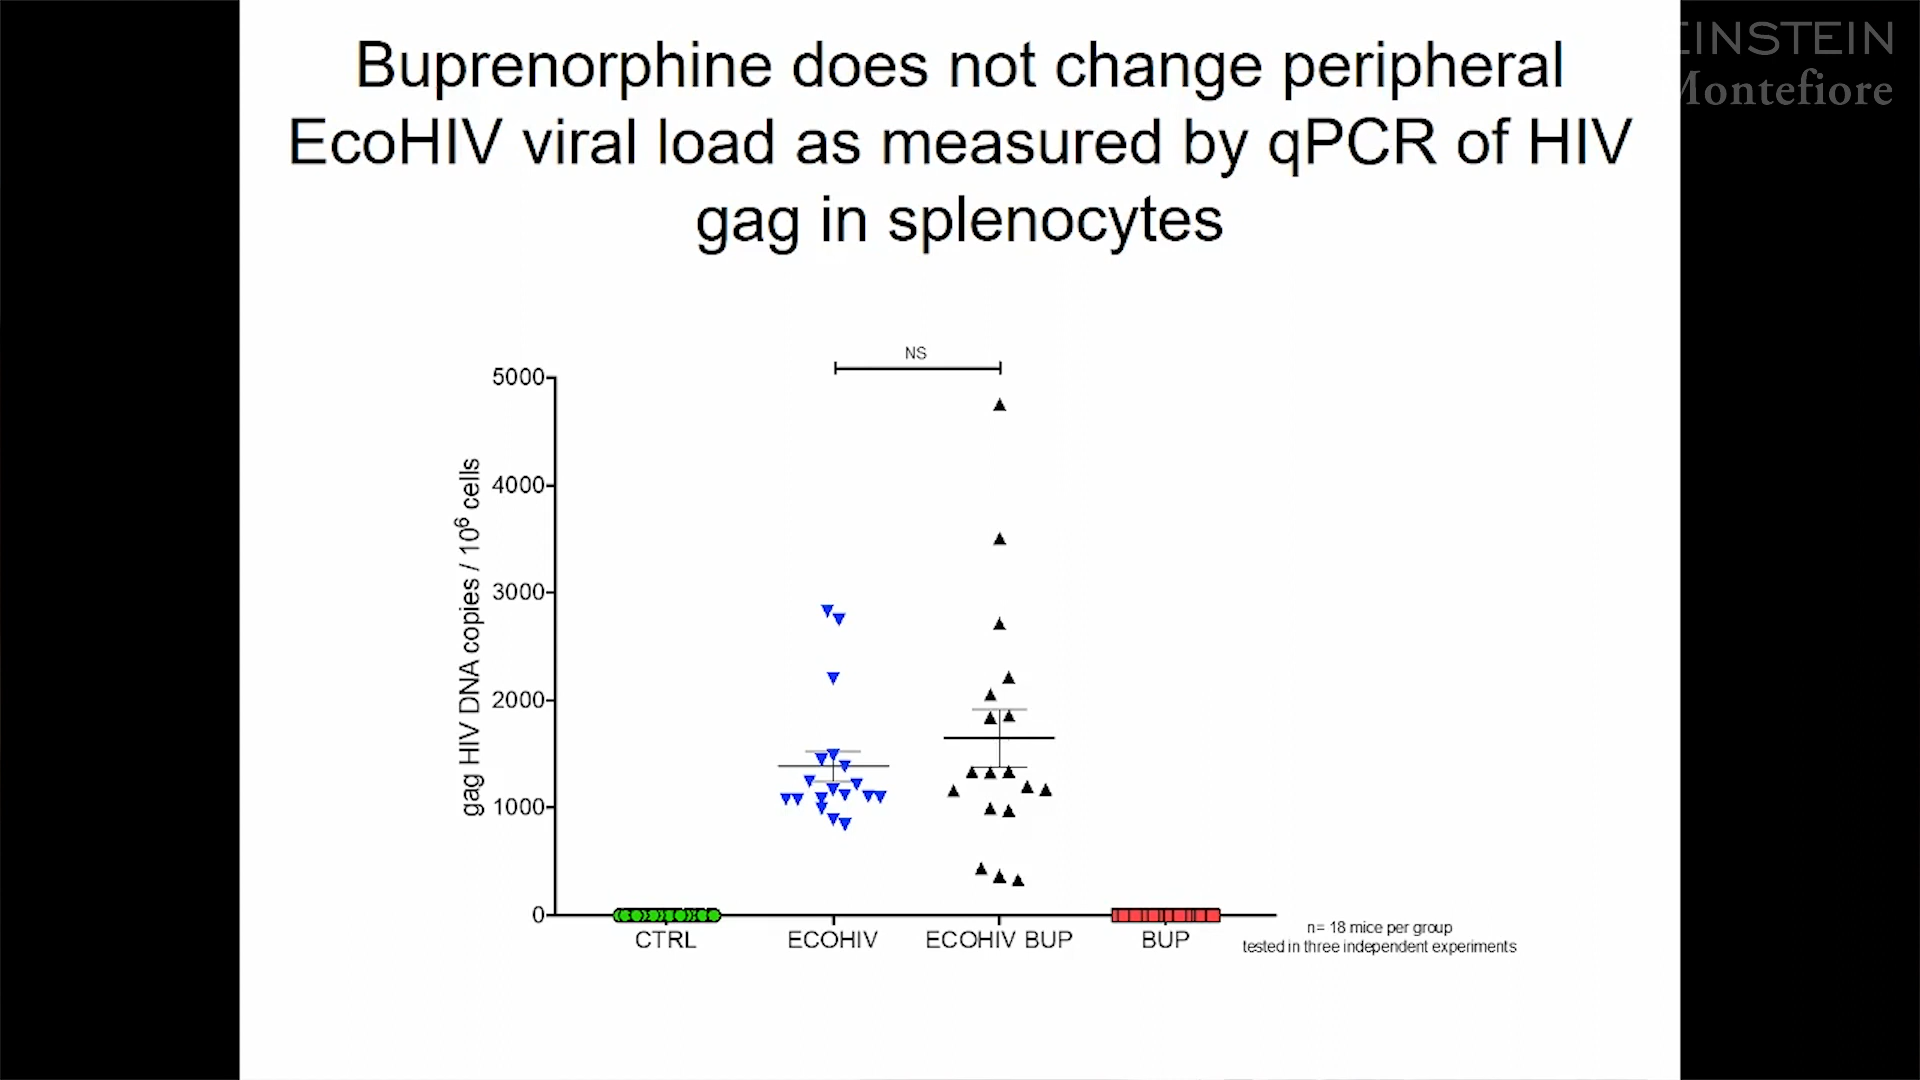 Buprenorphine does not change peripheral
EcoHIV viral load as measured by qPCR of HIV
gag in splenocytes
EINSTEIN
Montefiore
NS
5000
4000
3000
2000
1000
0
gag HIV DNA copies / 10⁶ cells
CTRL
ECOHIV
ECOHIV BUP
BUP
n= 18 mice per group
tested in three independent experiments